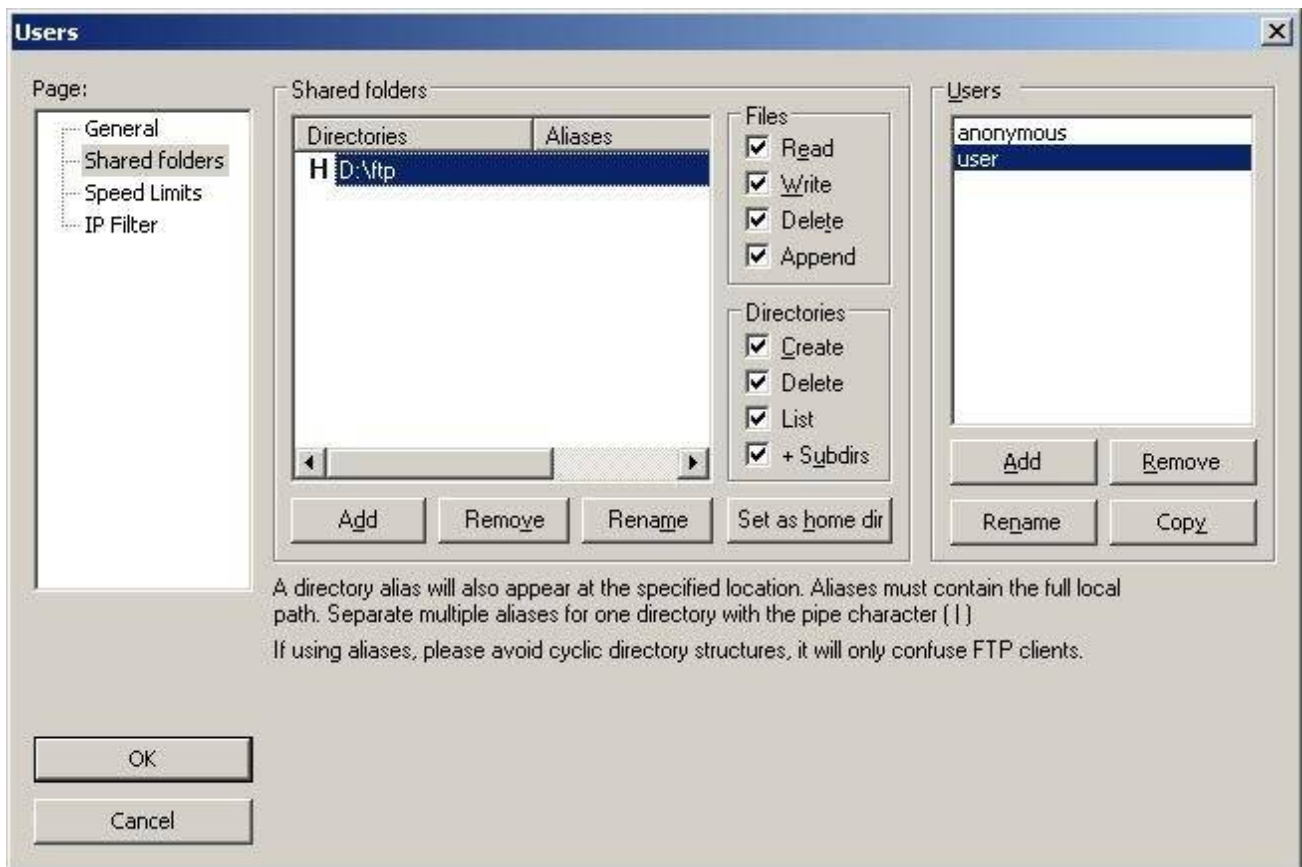 Users
Page:
General
Shared folders
Speed Limits
IP Filter
Shared folders
Directories Aliases
H D:\ftp
Files
Read
Write
Delete
Append
Directories
Create
Delete
List
+ Subdirs
Add Remove Rename Set as home dir
Users
anonymous
user
Add Remove
Rename Copy
A directory alias will also appear at the specified location. Aliases must contain the full local
path. Separate multiple aliases for one directory with the pipe character ( | )
If using aliases, please avoid cyclic directory structures, it will only confuse FTP clients.
OK
Cancel